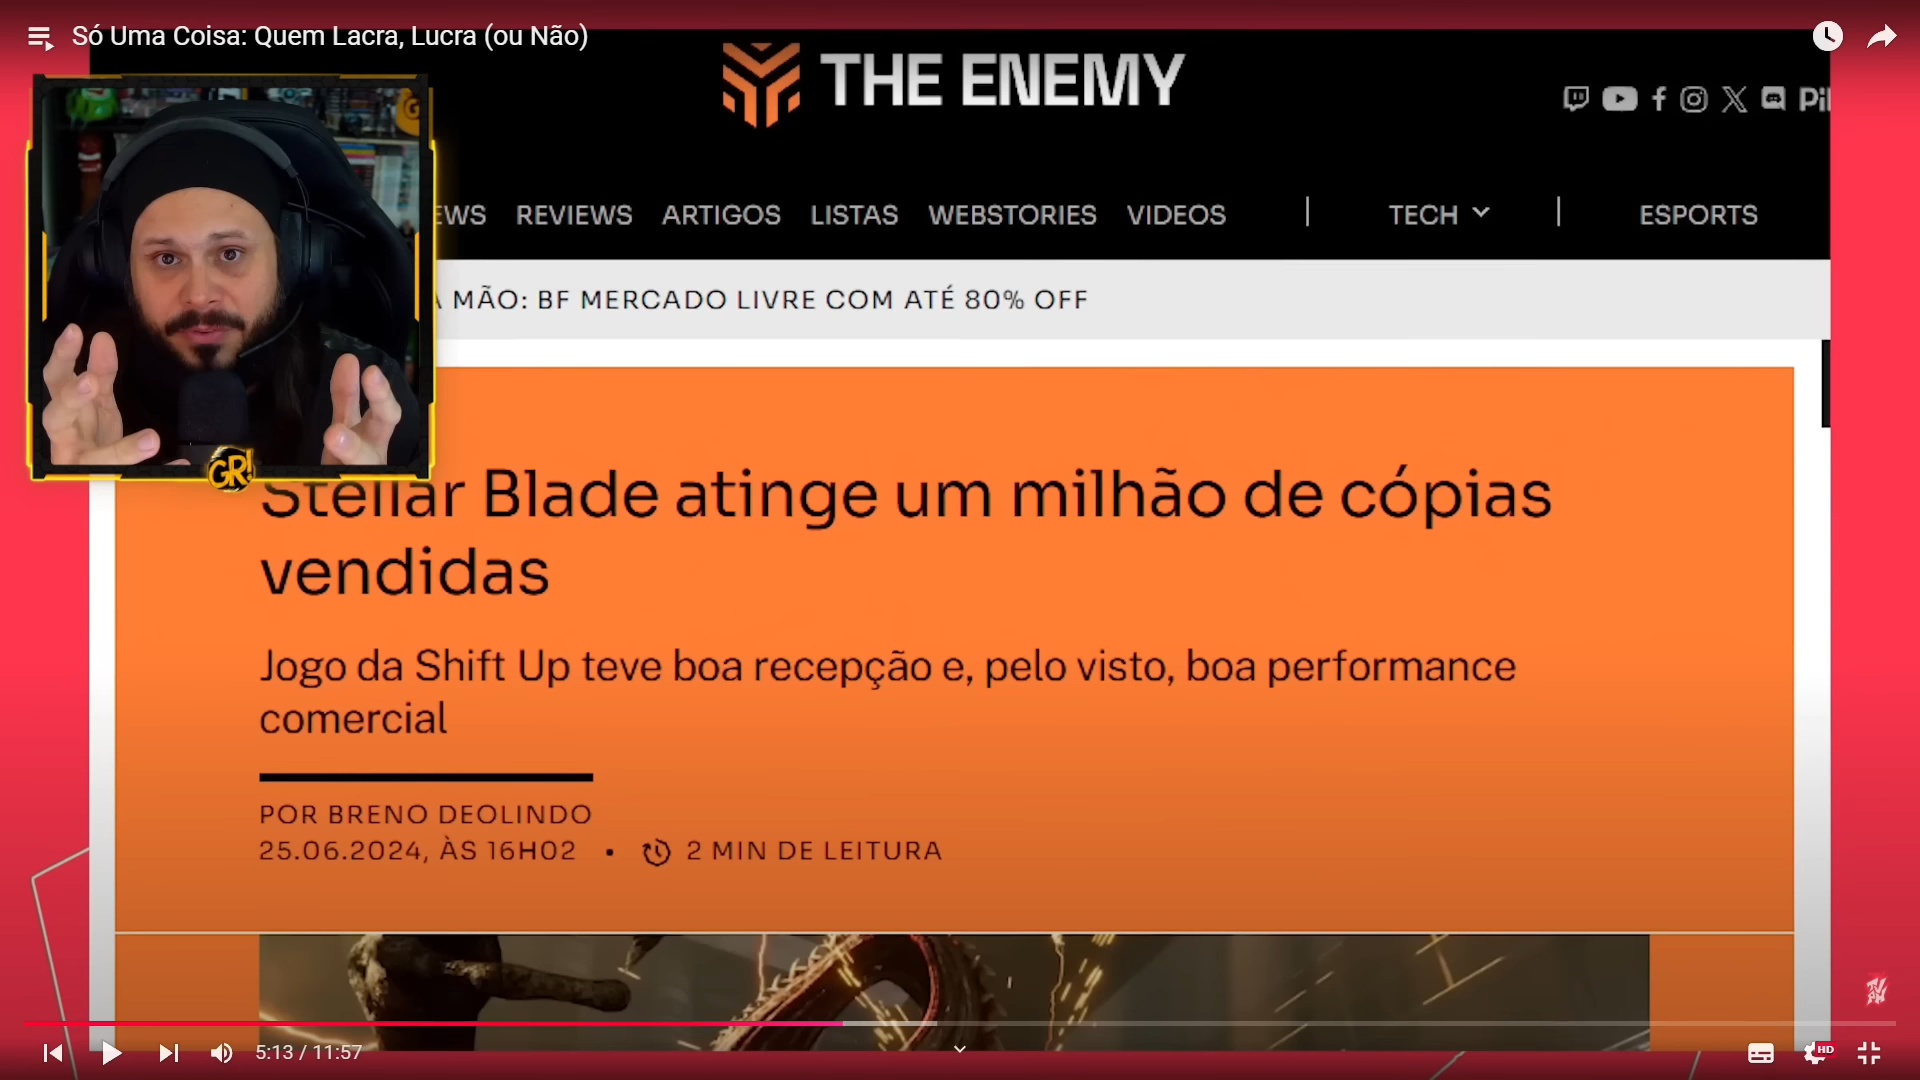 Só Uma Coisa: Quem Lacra, Lucra (ou Não)
THE ENEMY
REVIEWS ARTIGOS LISTAS WEBSTORIES VIDEOS | TECH | ESPORTS
MÃO: BF MERCADO LIVRE COM ATÉ 80% OFF
GR!
Stellar Blade atinge um milhão de cópias
vendidas
Jogo da Shift Up teve boa recepção e, pelo visto, boa performance
comercial
POR BRENO DEOLINDO
25.06.2024, ÀS 16H02 • 2 MIN DE LEITURA
5:13 / 11:57
HD